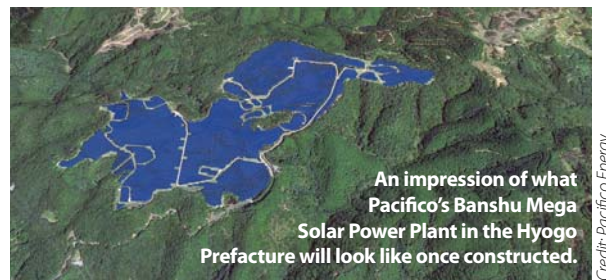 An impression of what
Pacifico's Banshu Mega
Solar Power Plant in the Hyogo
Prefecture will look like once constructed.
Credit: Pacifico Energy